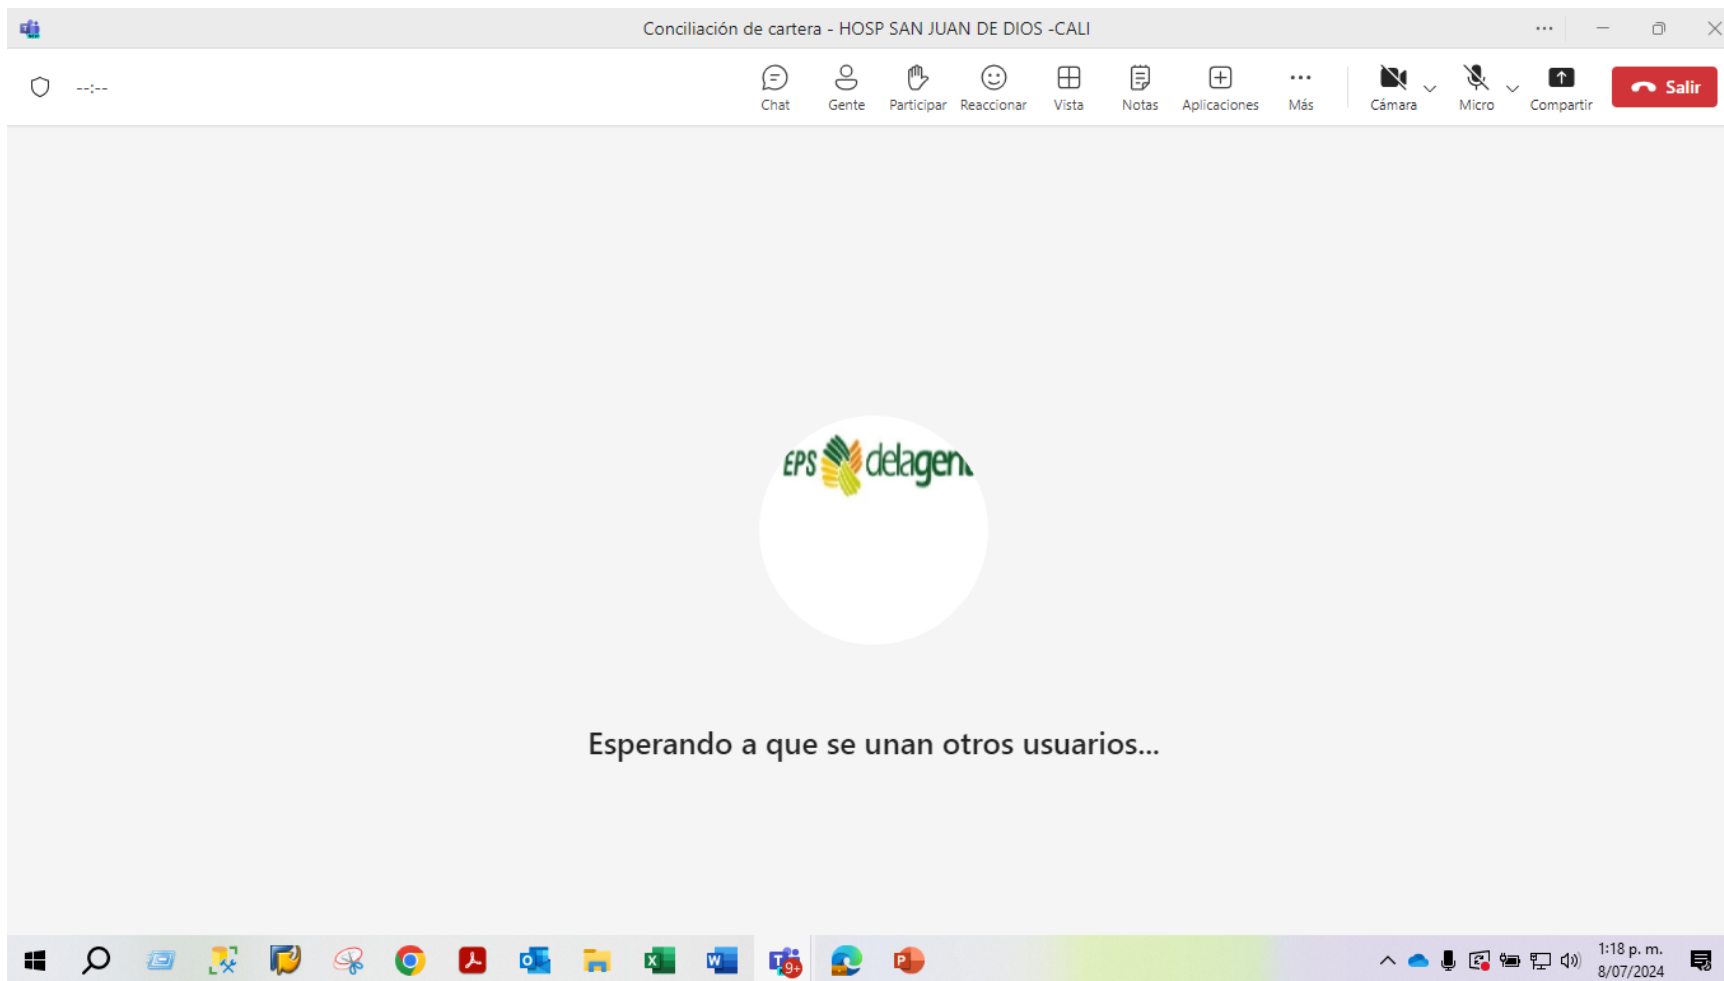 Conciliación de cartera - HOSP SAN JUAN DE DIOS -CALI
--:--
Chat
Gente
Participar
Reaccionar
Vista
Notas
Aplicaciones
Más
Cámara
Micro
Compartir
Salir
EPS delagen
Esperando a que se unan otros usuarios...
9+
1:18 p. m.
8/07/2024